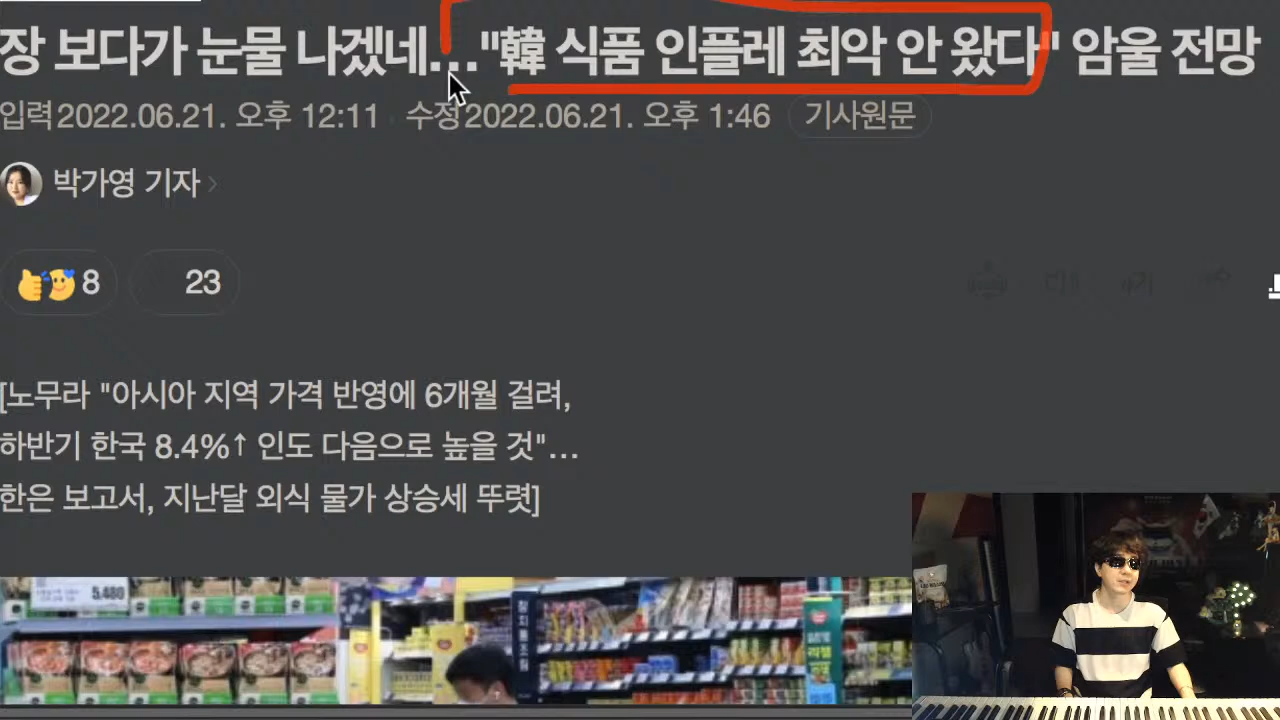 장 보다가 눈물 나겠네…"韓 식품 인플레 최악 안 왔다" 암울 전망
입력2022.06.21. 오후 12:11 수정2022.06.21. 오후 1:46 기사원문
박가영 기자
8 23
[노무라 "아시아 지역 가격 반영에 6개월 걸려,
하반기 한국 8.4%↑ 인도 다음으로 높을 것"…
한은 보고서, 지난달 외식 물가 상승세 뚜렷]
5,480